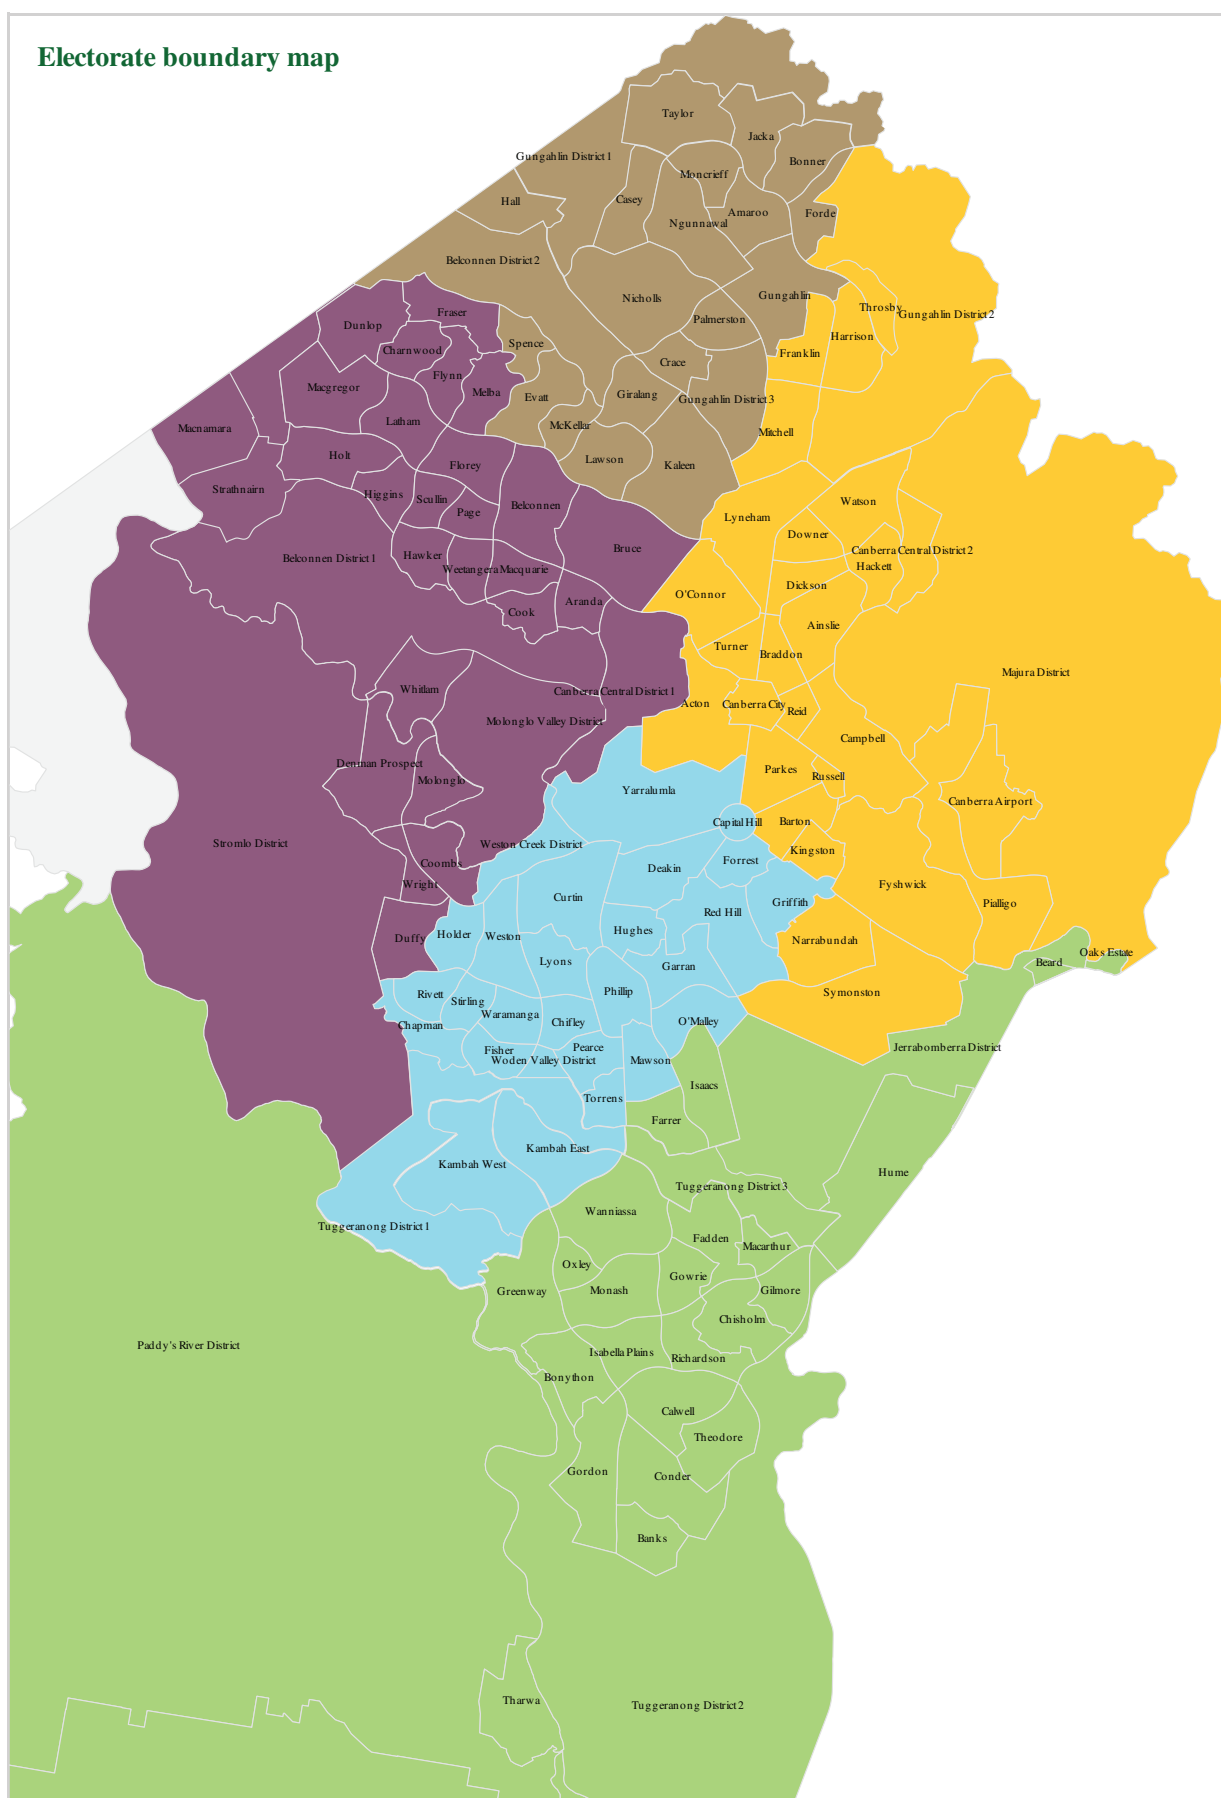 Electorate boundary map
Taylor
Jacka
Gungahlin District 1
Bonner
Moncrieff
Hall
Casey
Amaroo
Forde
Ngunnawal
Belconnen District 2
Nicholls
Gungahlin
Throsby
Gungahlin District 2
Fraser
Dunlop
Palmerston
Harrison
Spence
Charnwood
Franklin
Crace
Flynn
Macgregor
Melba
Evatt
Giralang
Gungahlin District 3
Latham
McKellar
Macnamara
Mitchell
Holt
Lawson
Florey
Kaleen
Strathnairn
Higgins
Scullin
Page
Belconnen
Watson
Lyneham
Downer
Belconnen District 1
Bruce
Hawker
Canberra Central District 2
Weetangera
Macquarie
Hackett
Dickson
O'Connor
Aranda
Cook
Ainslie
Turner
Braddon
Majura District
Whitlam
Canberra Central District 1
Acton
Canberra City
Reid
Molonglo Valley District
Campbell
Denman Prospect
Molonglo
Parkes
Russell
Yarralumla
Canberra Airport
Capital Hill
Barton
Stromlo District
Weston Creek District
Kingston
Coombs
Deakin
Forrest
Wright
Fyshwick
Curtin
Griffith
Pialligo
Red Hill
Hughes
Duffy
Holder
Weston
Narrabundah
Oaks Estate
Lyons
Garran
Beard
Phillip
Symonston
Rivett
Stirling
Waramanga
Chapman
Chifley
O'Malley
Fisher
Pearce
Jerrabomberra District
Woden Valley District
Mawson
Isaacs
Torrens
Farrer
Kambah East
Kambah West
Hume
Tuggeranong District 3
Wanniassa
Tuggeranong District 1
Fadden
Macarthur
Oxley
Gowrie
Greenway
Monash
Gilmore
Chisholm
Paddy's River District
Isabella Plains
Richardson
Bonython
Calwell
Theodore
Gordon
Conder
Banks
Tharwa
Tuggeranong District 2